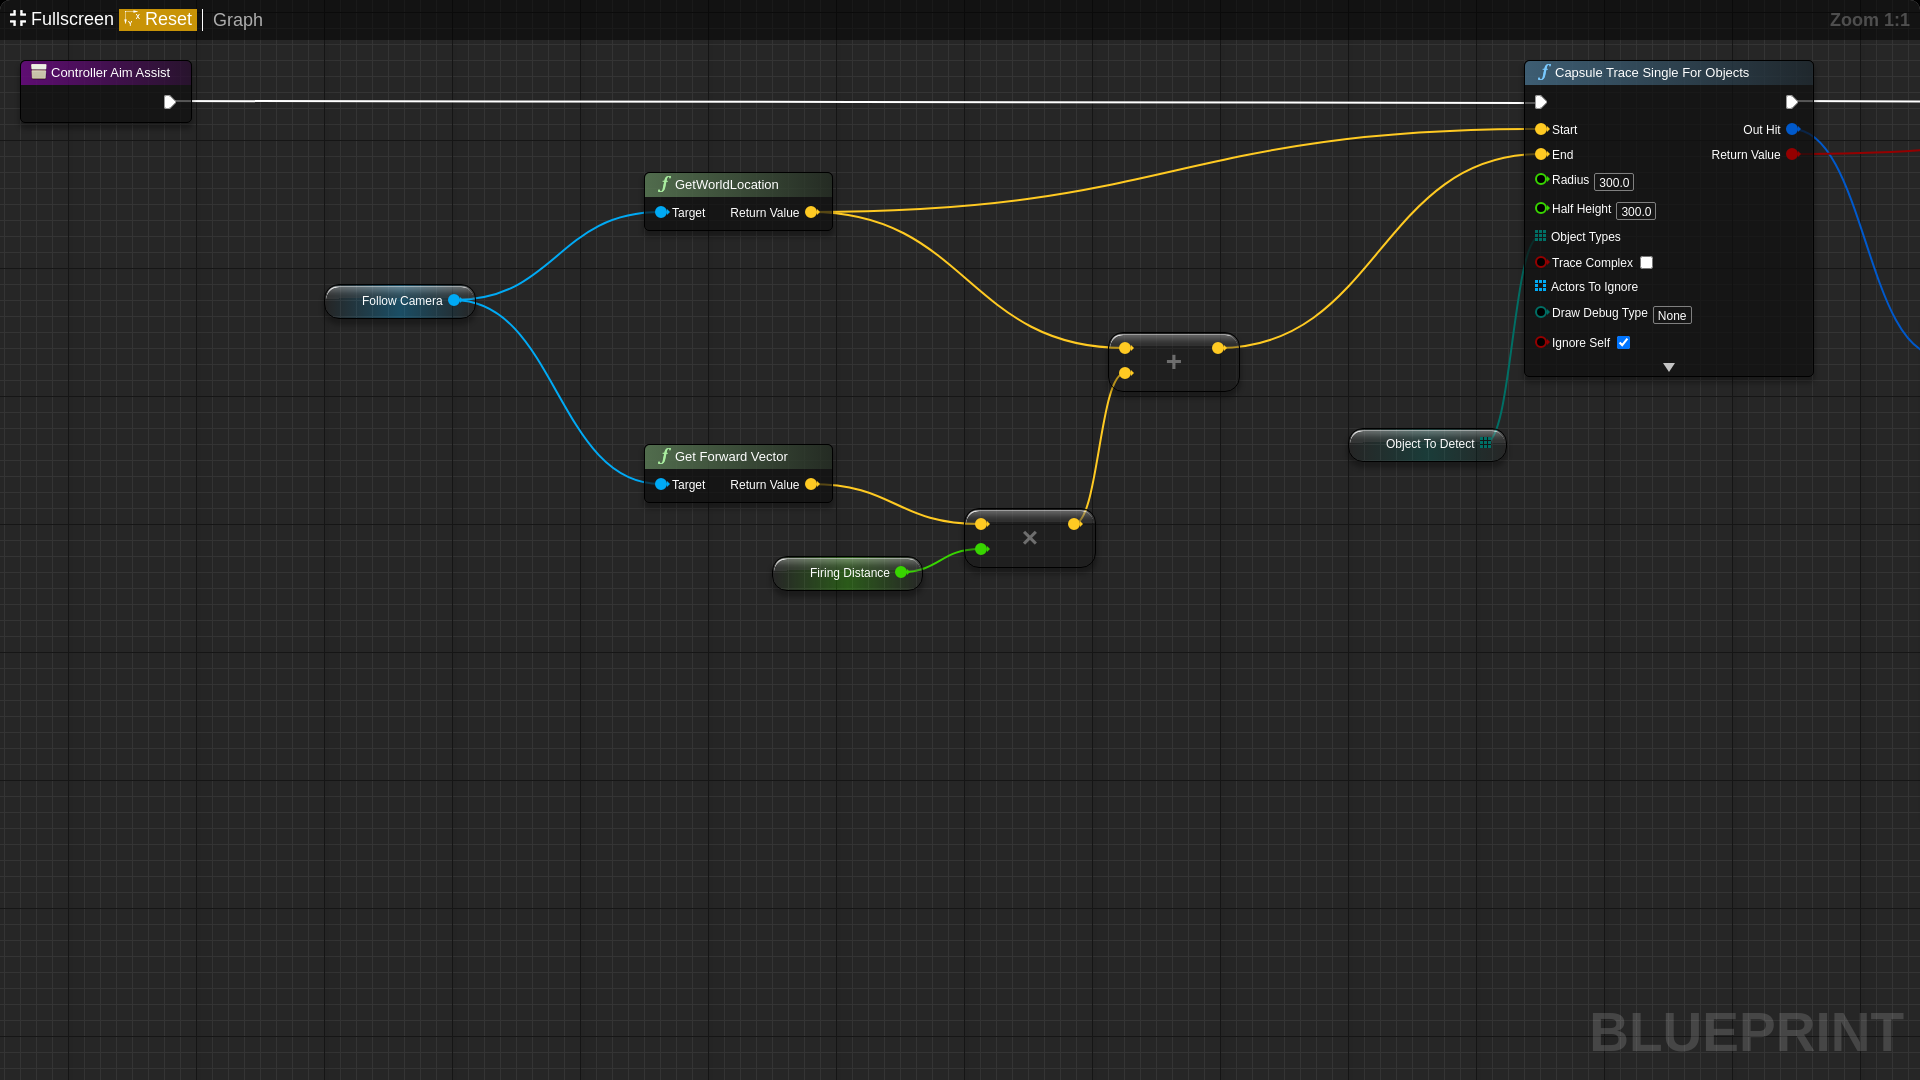 Fullscreen Reset Graph Zoom 1:1
Controller Aim Assist
Capsule Trace Single For Objects
Start Out Hit
End Return Value
Radius 300.0
Half Height 300.0
Object Types
Trace Complex
Actors To Ignore
Draw Debug Type None
Ignore Self
GetWorldLocation
Target Return Value
Follow Camera
+
Object To Detect
Get Forward Vector
Target Return Value
×
Firing Distance
BLUEPRINT